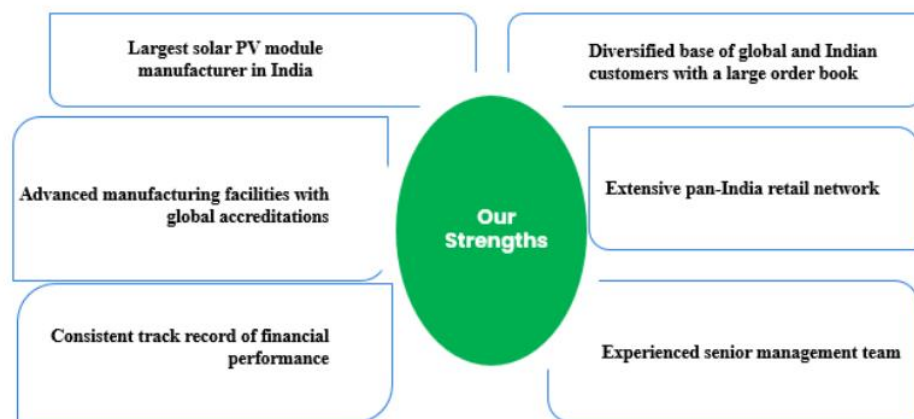 Largest solar PV module
manufacturer in India
Diversified base of global and Indian
customers with a large order book
Advanced manufacturing facilities with
global accreditations
Our
Strengths
Extensive pan-India retail network
Consistent track record of financial
performance
Experienced senior management team